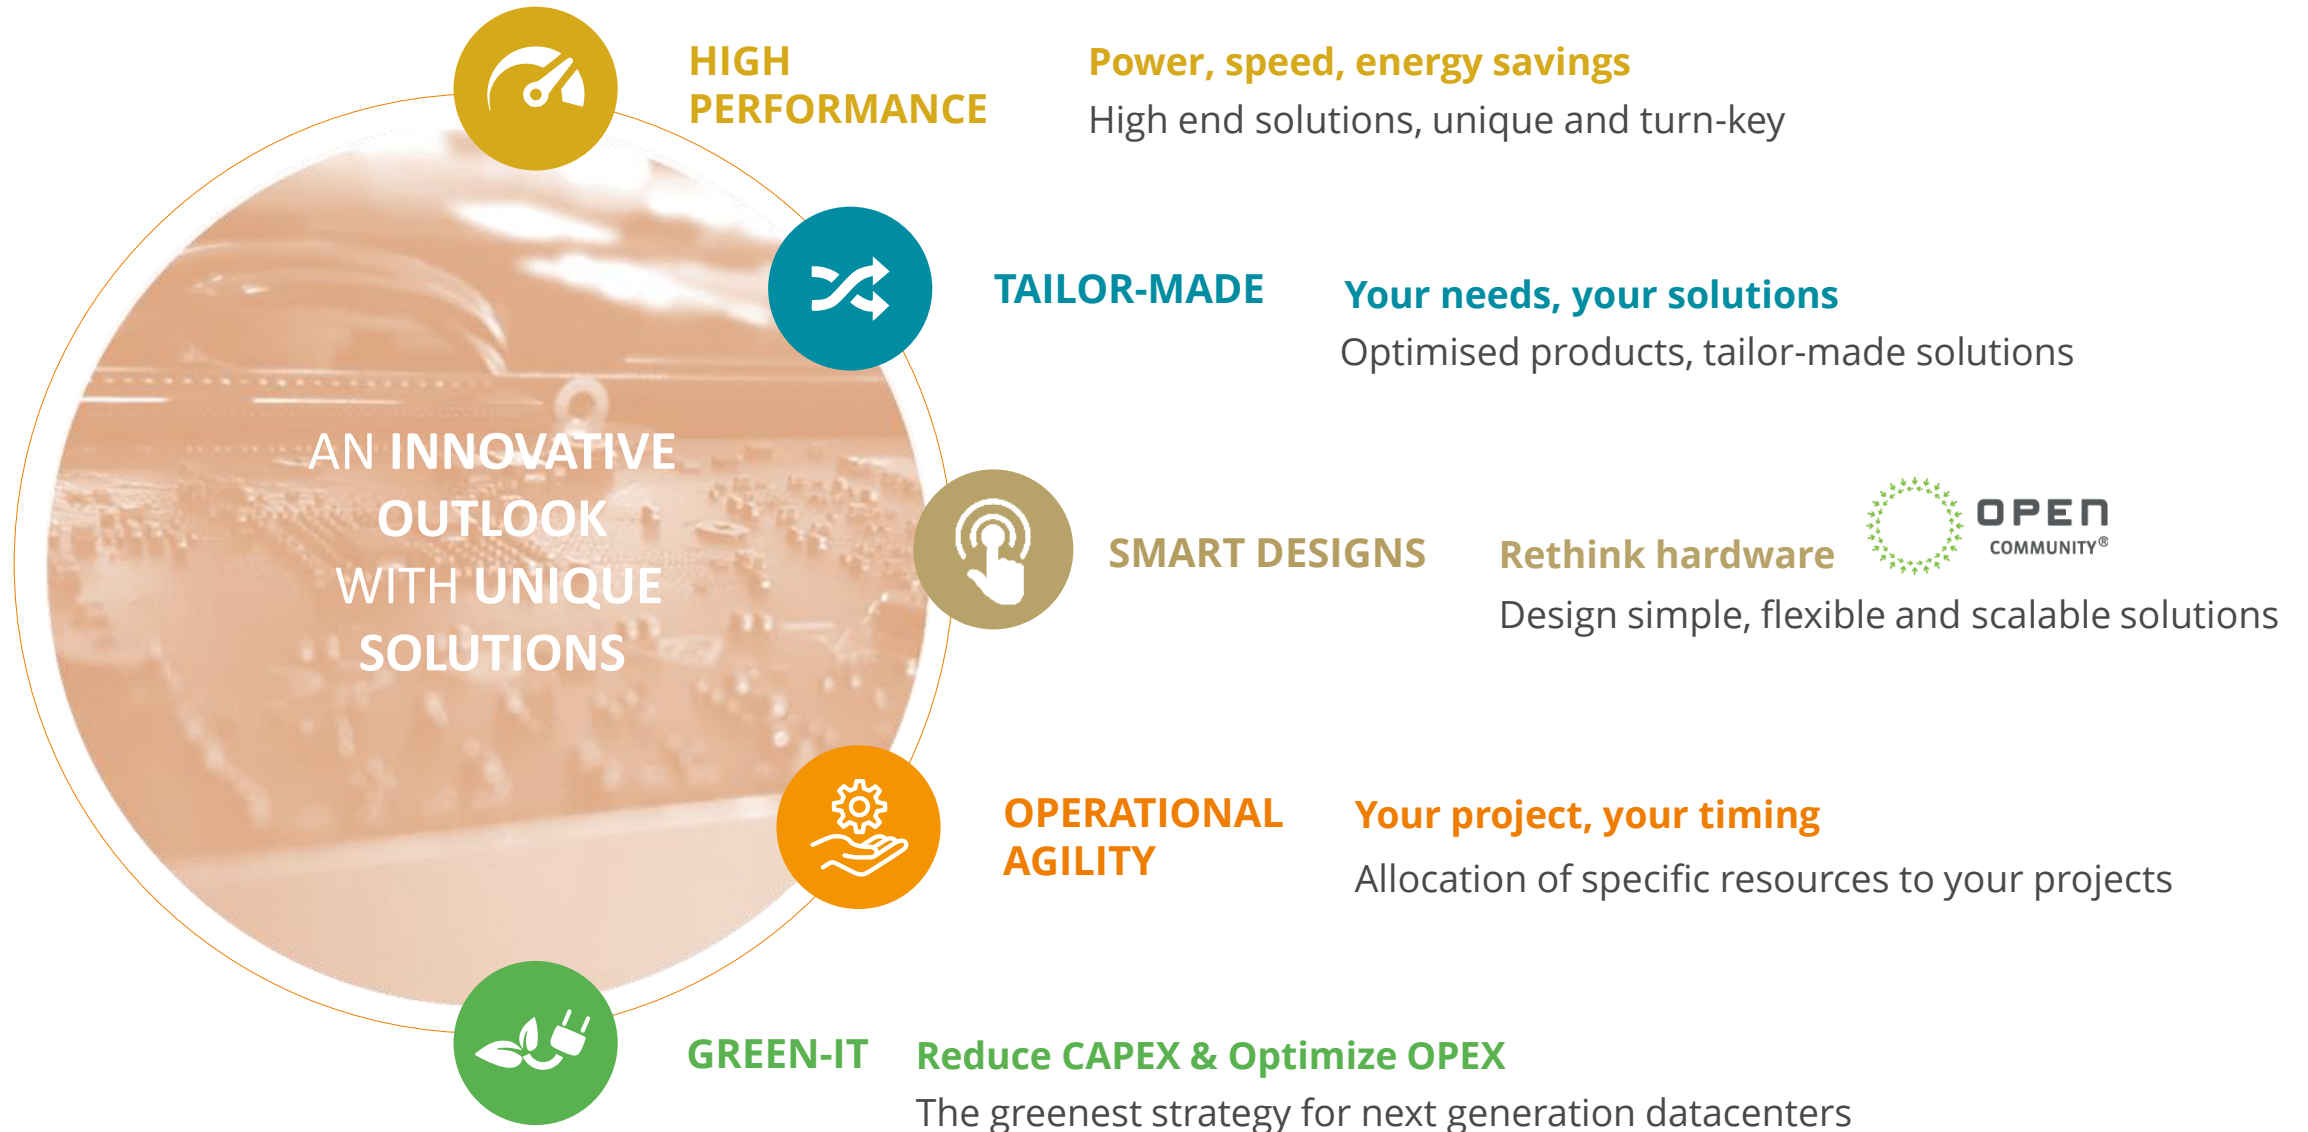 HIGH
PERFORMANCE
Power, speed, energy savings
High end solutions, unique and turn-key
TAILOR-MADE
Your needs, your solutions
Optimised products, tailor-made solutions
AN INNOVATIVE
OUTLOOK
WITH UNIQUE
SOLUTIONS
SMART DESIGNS
Rethink hardware
OPEN
COMMUNITY®
Design simple, flexible and scalable solutions
OPERATIONAL
AGILITY
Your project, your timing
Allocation of specific resources to your projects
GREEN-IT
Reduce CAPEX & Optimize OPEX
The greenest strategy for next generation datacenters